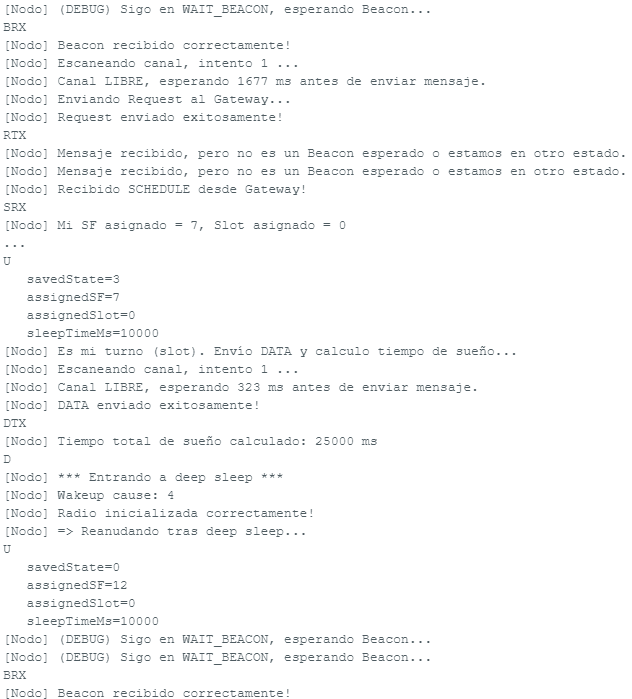 [Nodo] (DEBUG) Sigo en WAIT_BEACON, esperando Beacon...
BRX
[Nodo] Beacon recibido correctamente!
[Nodo] Escaneando canal, intento 1 ...
[Nodo] Canal LIBRE, esperando 1677 ms antes de enviar mensaje.
[Nodo] Enviando Request al Gateway...
[Nodo] Request enviado exitosamente!
RTX
[Nodo] Mensaje recibido, pero no es un Beacon esperado o estamos en otro estado.
[Nodo] Mensaje recibido, pero no es un Beacon esperado o estamos en otro estado.
[Nodo] Recibido SCHEDULE desde Gateway!
SRX
[Nodo] Mi SF asignado = 7, Slot asignado = 0
...
U
savedState=3
assignedSF=7
assignedSlot=0
sleepTimeMs=10000
[Nodo] Es mi turno (slot). Envío DATA y calculo tiempo de sueño...
[Nodo] Escaneando canal, intento 1 ...
[Nodo] Canal LIBRE, esperando 323 ms antes de enviar mensaje.
[Nodo] DATA enviado exitosamente!
DTX
[Nodo] Tiempo total de sueño calculado: 25000 ms
D
[Nodo] *** Entrando a deep sleep ***
[Nodo] Wakeup cause: 4
[Nodo] Radio inicializada correctamente!
[Nodo] => Reanudando tras deep sleep...
U
savedState=0
assignedSF=12
assignedSlot=0
sleepTimeMs=10000
[Nodo] (DEBUG) Sigo en WAIT_BEACON, esperando Beacon...
[Nodo] (DEBUG) Sigo en WAIT_BEACON, esperando Beacon...
BRX
[Nodo] Beacon recibido correctamente!